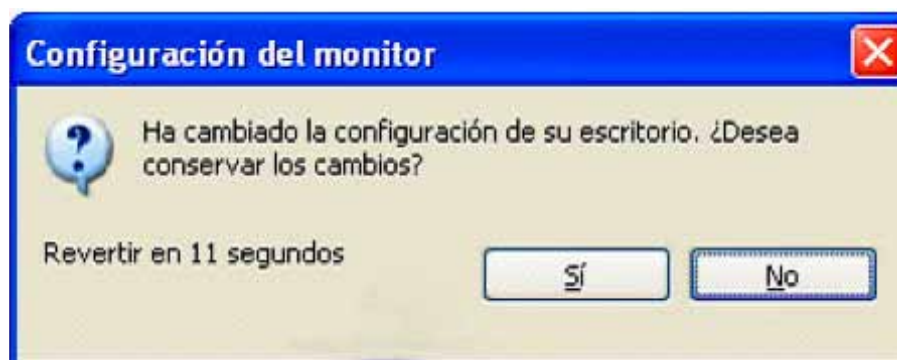 Configuración del monitor
Ha cambiado la configuración de su escritorio. ¿Desea
conservar los cambios?
Revertir en 11 segundos
Sí
No